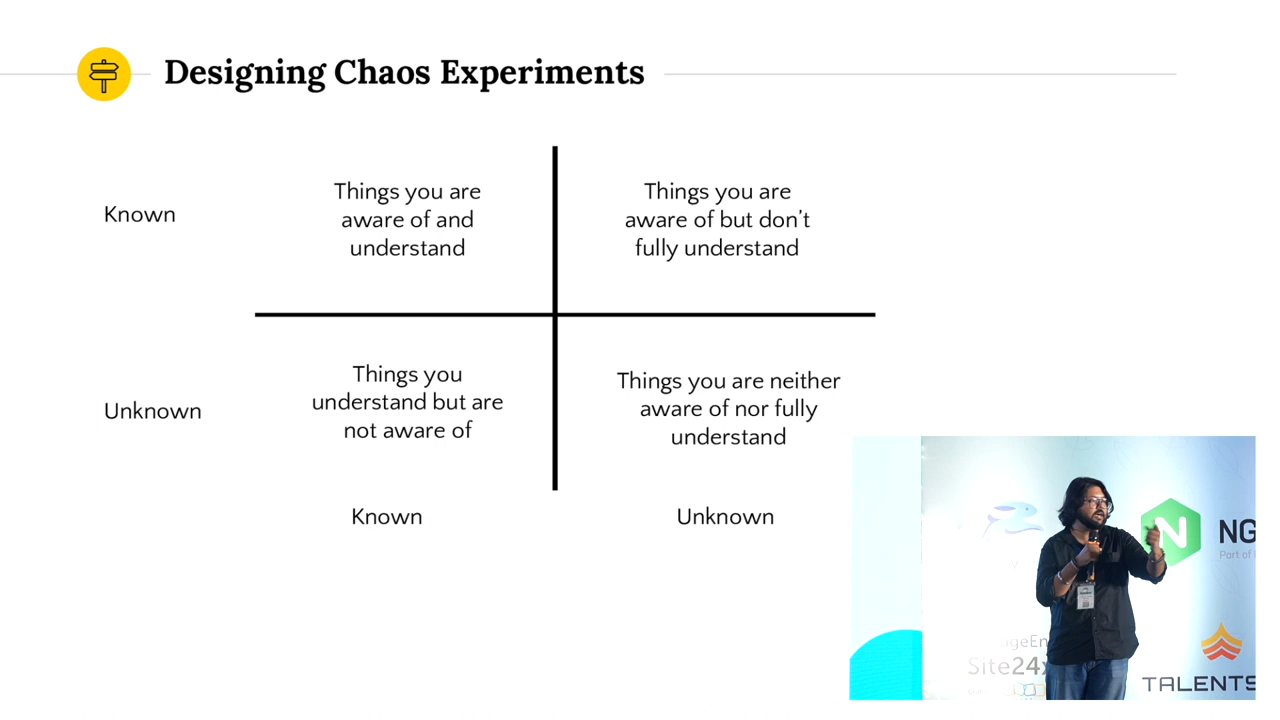 Designing Chaos Experiments
Known
Things you are
aware of and
understand
Things you are
aware of but don't
fully understand
Unknown
Things you
understand but are
not aware of
Things you are neither
aware of nor fully
understand
Known
Unknown
N
NG
Part of
Site24x
TALENTS